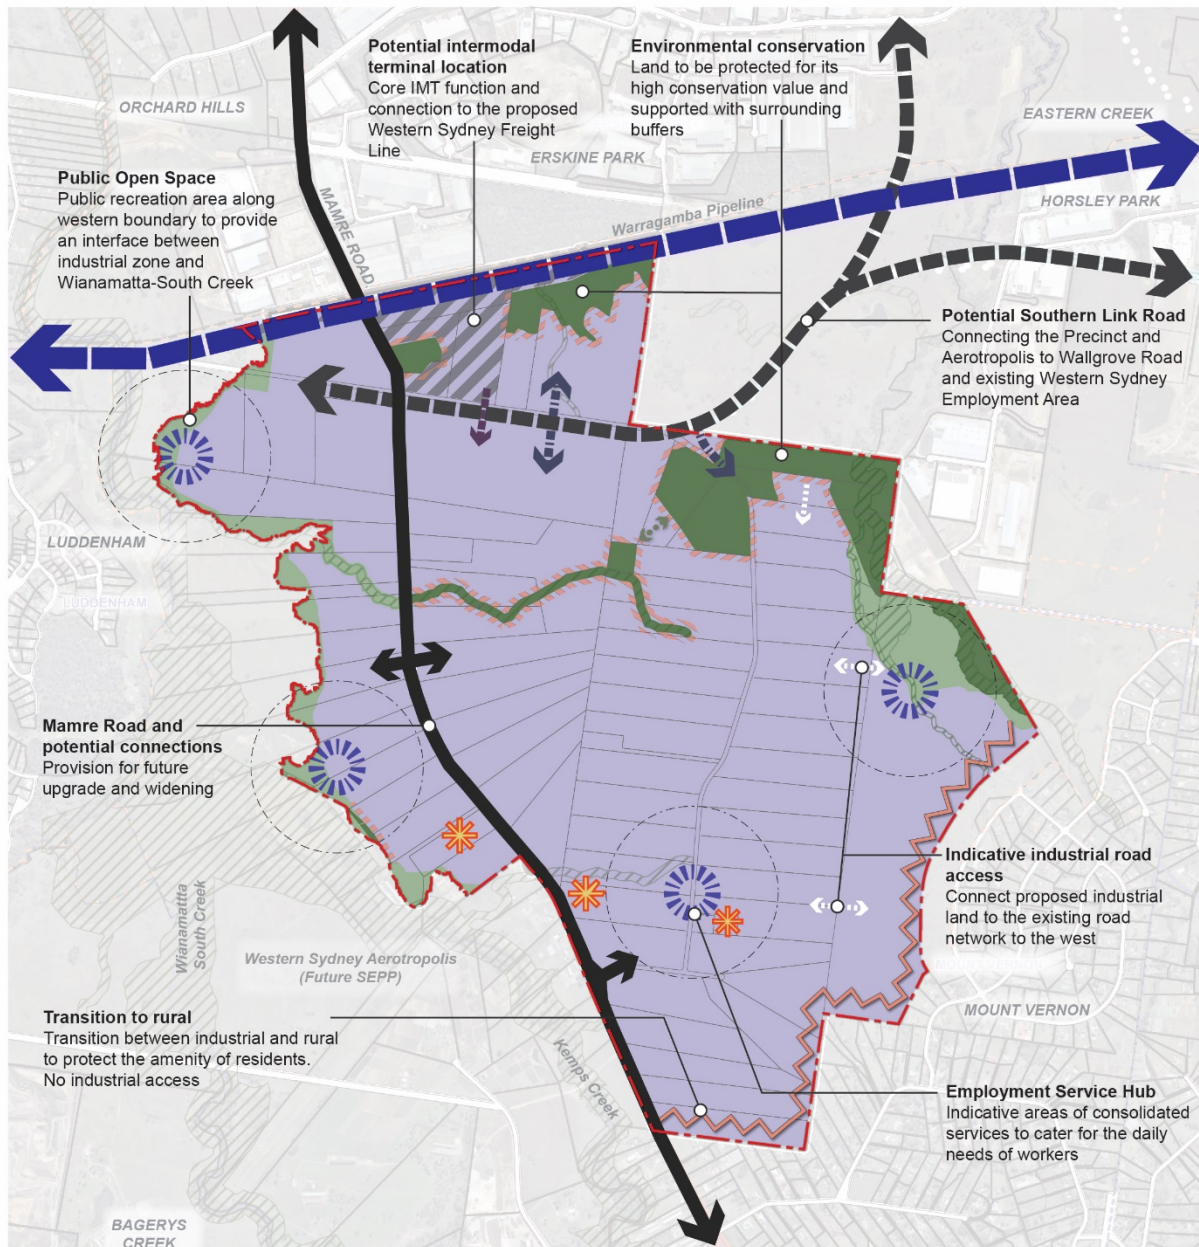 Potential intermodal
terminal location
Core IMT function and
connection to the proposed
Western Sydney Freight
Line
Environmental conservation
Land to be protected for its
high conservation value and
supported with surrounding
buffers
ORCHARD HILLS
ERSKINE PARK
EASTERN CREEK
HORSLEY PARK
Public Open Space
Public recreation area along
western boundary to provide
an interface between
industrial zone and
Wianamatta-South Creek
MAMRE ROAD
Warragamba Pipeline
Potential Southern Link Road
Connecting the Precinct and
Aerotropolis to Wallgrove Road
and existing Western Sydney
Employment Area
LUDDENHAM
LUDDENHAM
Mamre Road and
potential connections
Provision for future
upgrade and widening
Indicative industrial road
access
Connect proposed industrial
land to the existing road
network to the west
Wianamattta
South Creek
Western Sydney Aerotropolis
(Future SEPP)
MOUNT VERNON
Transition to rural
Transition between industrial and rural
to protect the amenity of residents.
No industrial access
Kemps Creek
Employment Service Hub
Indicative areas of consolidated
services to cater for the daily
needs of workers
BAGERYS
CREEK